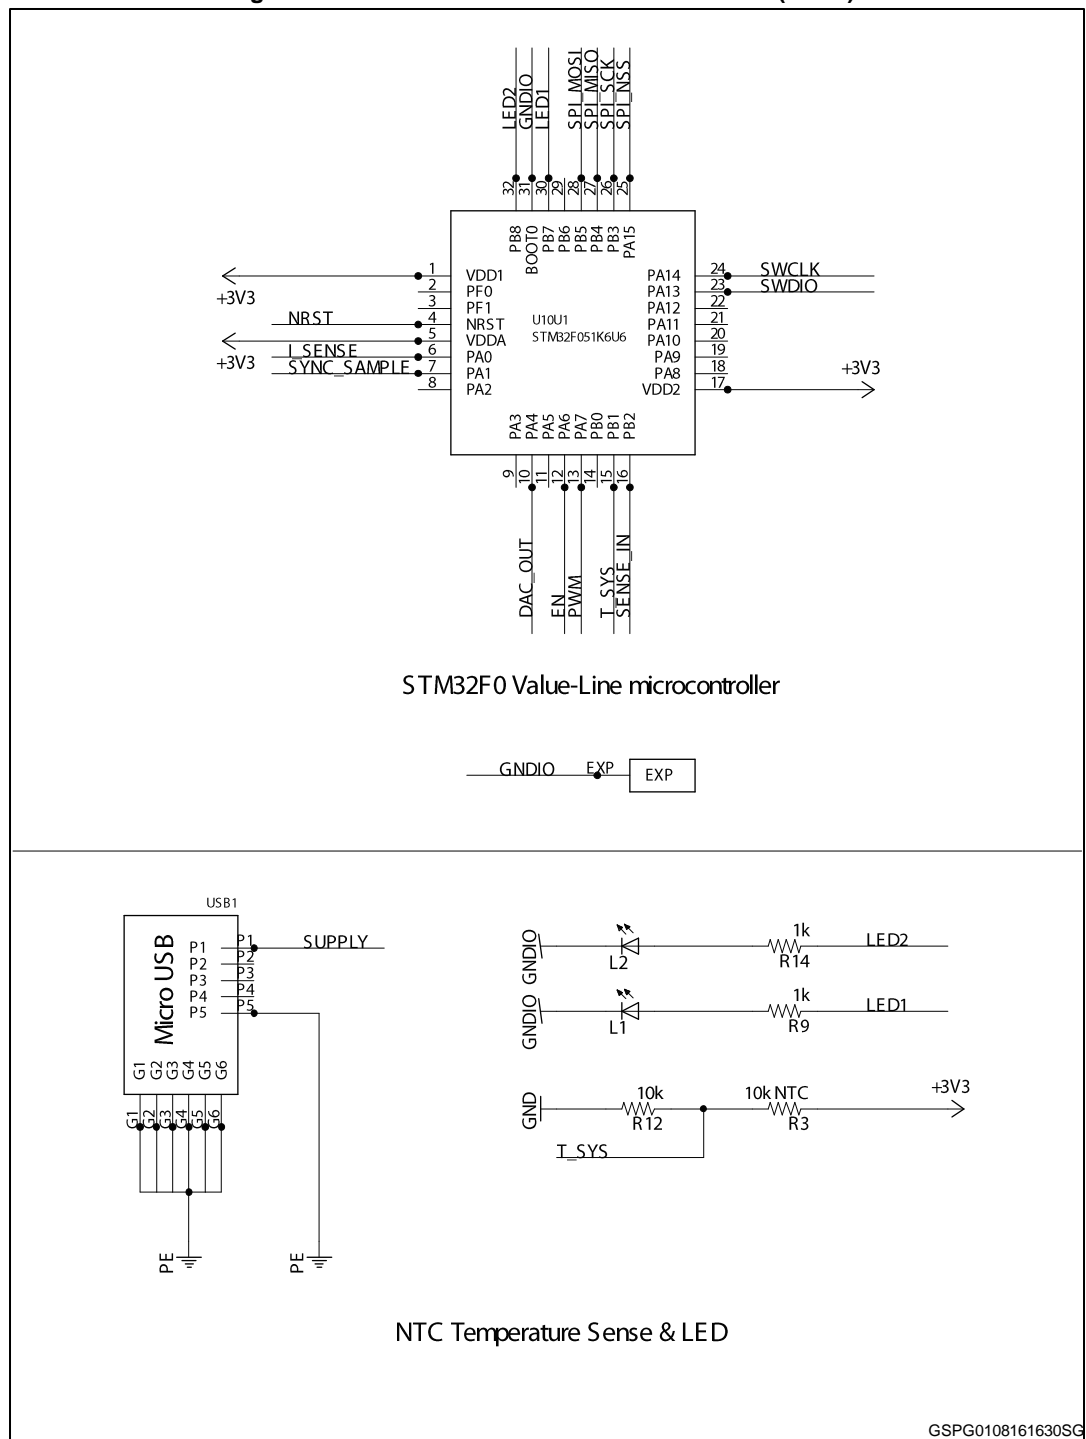 LED2
GNDIO
LED1
SPI_MOSI
SPI_MISO
SPI_SCK
SPI_NSS
32
31
30
29
28
27
26
25
PB8
BOOT0
PB7
PB6
PB5
PB4
PB3
PA15
1 VDD1
2 PF0
3 PF1
4 NRST
5 VDDA
6 PA0
7 PA1
8 PA2
+3V3
NRST
+3V3
I_SENSE
SYNC_SAMPLE
U10U1
STM32F051K6U6
PA14 24 SWCLK
PA13 23 SWDIO
PA12 22
PA11 21
PA10 20
PA9 19
PA8 18
VDD2 17
+3V3
PA3
PA4
PA5
PA6
PA7
PB0
PB1
PB2
9
10
11
12
13
14
15
16
DAC_OUT
EN
PWM
T_SYS
SENSE_IN
STM32F0 Value-Line microcontroller
GNDIO EXP EXP
USB1
Micro USB
P1 P1 SUPPLY
P2 P2
P3 P3
P4 P4
P5 P5
G1
G2
G3
G4
G5
G6
G1
G2
G3
G4
G5
G6
PE
PE
GNDIO
L2
1k
R14
LED2
GNDIO
L1
1k
R9
LED1
GND
10k
R12
10k NTC
R3
+3V3
T_SYS
NTC Temperature Sense & LED
GSPG0108161630SG